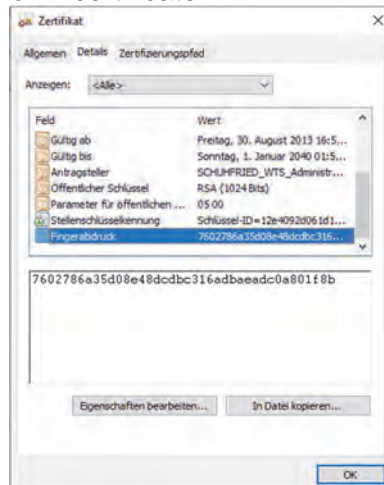 Zertifikat
Allgemein Details Zertifizierungspfad
Anzeigen: <Alle>
Feld Wert
Gültig ab Freitag, 30. August 2013 16:5...
Gültig bis Sonntag, 1. Januar 2040 01:5...
Antragsteller SCHUHFRIED_WTS_Administr...
Öffentlicher Schlüssel RSA (1024 Bits)
Parameter für öffentlichen ... 05 00
Stellenschlüsselkennung Schlüssel-ID=12e4092d061d1...
Fingerabdruck 7602786a35d08e48dcdbc316...
7602786a35d08e48dcdbc316adbaeadc0a801f8b
Eigenschaften bearbeiten... In Datei kopieren...
OK